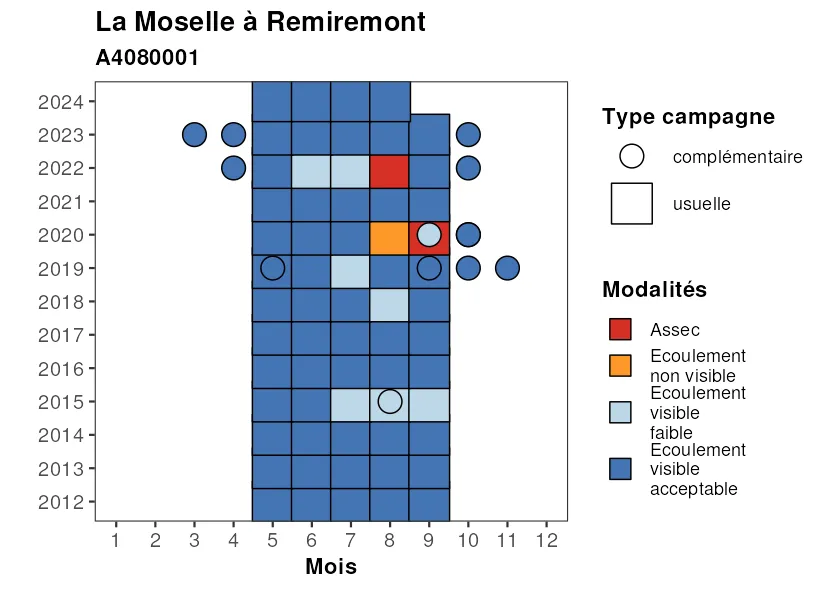 La Moselle à Remiremont
A4080001
2024
2023
2022
2021
2020
2019
2018
2017
2016
2015
2014
2013
2012
1 2 3 4 5 6 7 8 9 10 11 12
Mois
Type campagne
complémentaire
usuelle
Modalités
Assec
Ecoulement
non visible
Ecoulement
visible
faible
Ecoulement
visible
acceptable